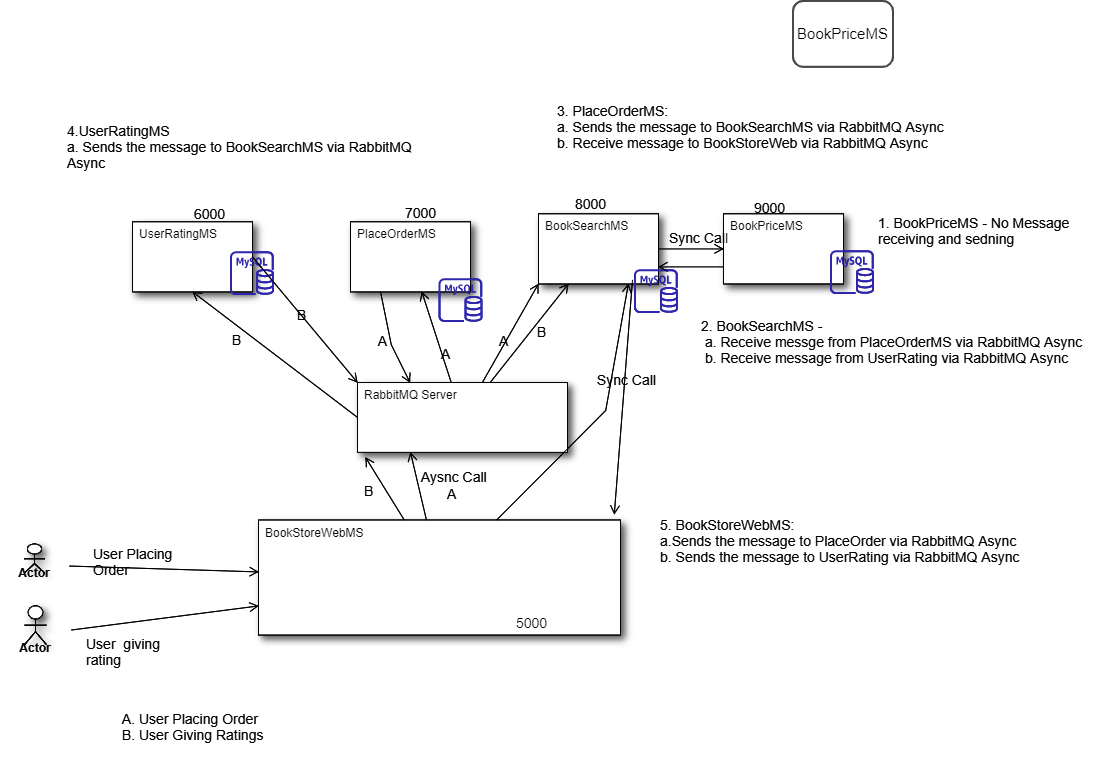 BookPriceMS
3. PlaceOrderMS:
a. Sends the message to BookSearchMS via RabbitMQ Async
b. Receive message to BookStoreWeb via RabbitMQ Async
4.UserRatingMS
a. Sends the message to BookSearchMS via RabbitMQ
Async
6000
7000
8000
9000
UserRatingMS
PlaceOrderMS
BookSearchMS
BookPriceMS
Sync Call
1. BookPriceMS - No Message
receiving and sedning
MySQL
MySQL
MySQL
MySQL
2. BookSearchMS -
a. Receive messge from PlaceOrderMS via RabbitMQ Async
b. Receive message from UserRating via RabbitMQ Async
B
B
A
A
A
B
Sync Call
RabbitMQ Server
B
Aysnc Call
A
BookStoreWebMS
5000
5. BookStoreWebMS:
a.Sends the message to PlaceOrder via RabbitMQ Async
b. Sends the message to UserRating via RabbitMQ Async
User Placing
Order
Actor
User giving
rating
Actor
A. User Placing Order
B. User Giving Ratings